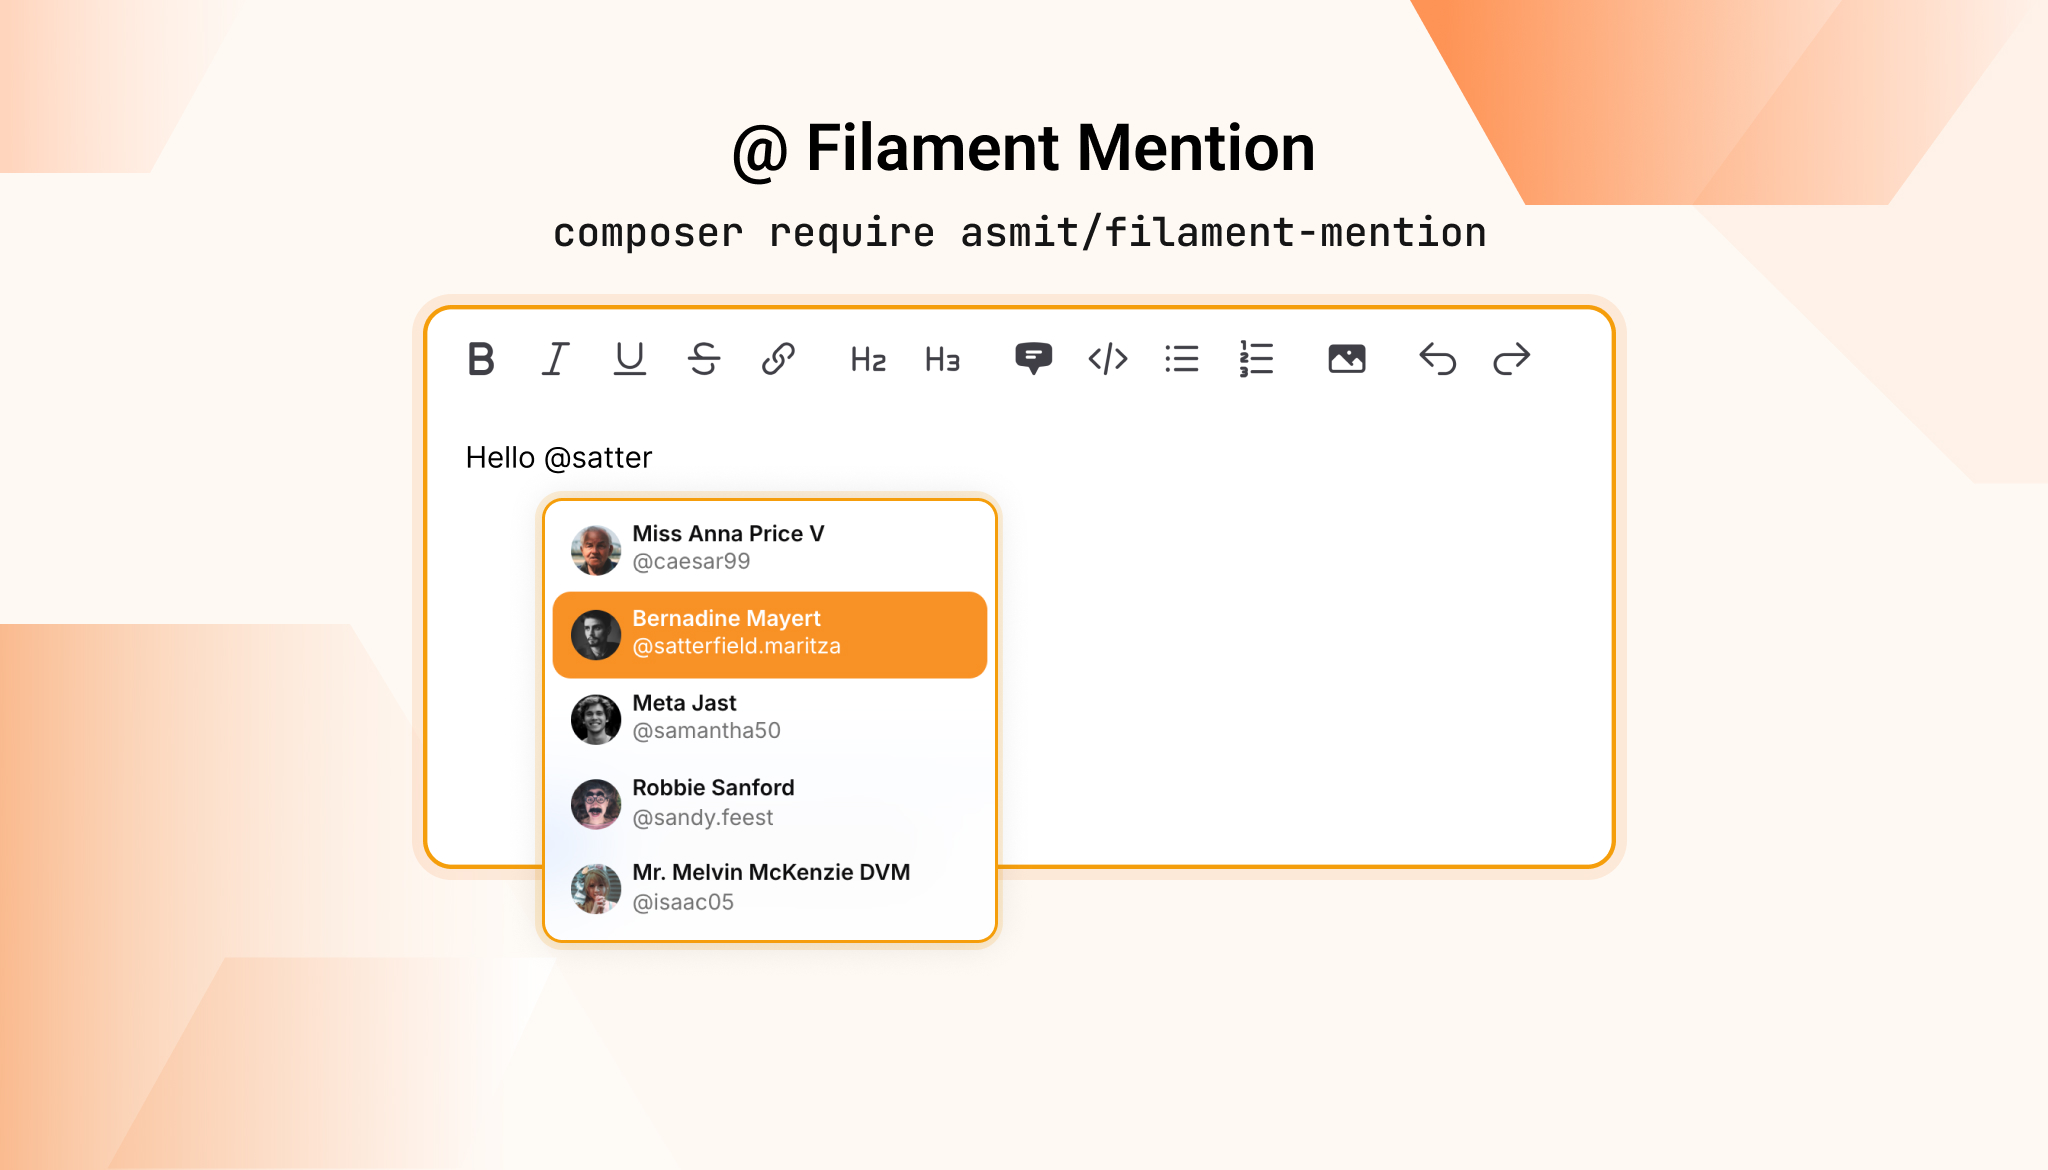 @ Filament Mention
composer require asmit/filament-mention
B I U S H2 H3
Hello @satter
Miss Anna Price V
@caesar99
Bernadine Mayert
@satterfield.maritza
Meta Jast
@samantha50
Robbie Sanford
@sandy.feest
Mr. Melvin McKenzie DVM
@isaac05